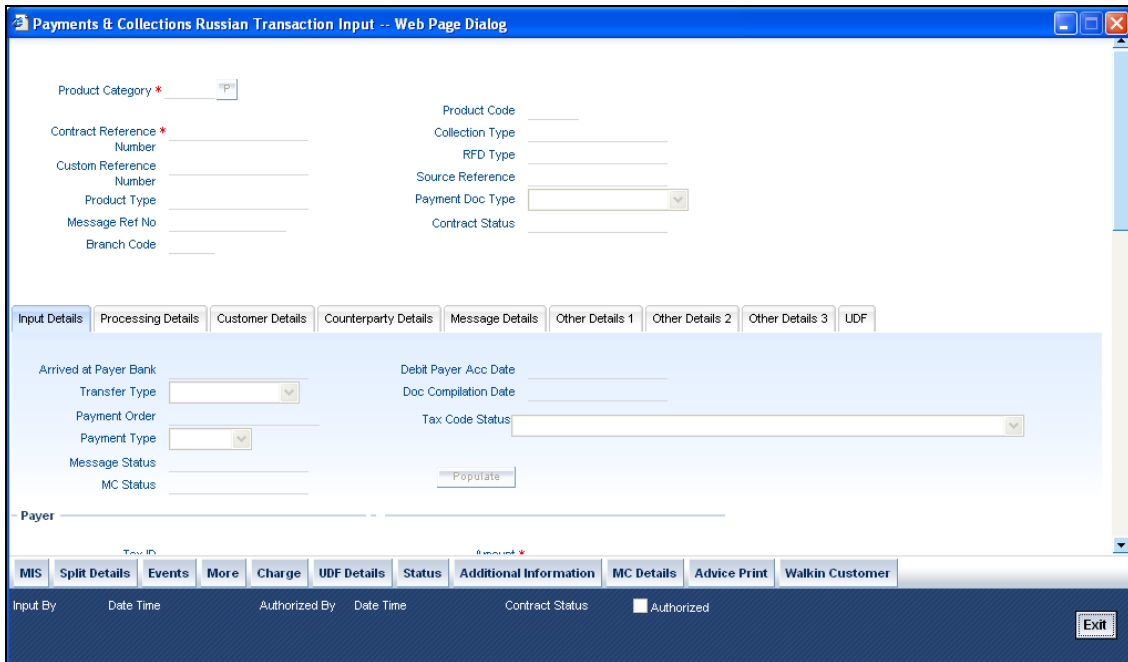 Payments & Collections Russian Transaction Input -- Web Page Dialog
Product Category *
P
Product Code
Contract Reference *
Number
Collection Type
RFD Type
Custom Reference
Number
Source Reference
Product Type
Payment Doc Type
Message Ref No
Contract Status
Branch Code
Input Details
Processing Details
Customer Details
Counterparty Details
Message Details
Other Details 1
Other Details 2
Other Details 3
UDF
Arrived at Payer Bank
Debit Payer Acc Date
Transfer Type
Doc Compilation Date
Payment Order
Tax Code Status
Payment Type
Message Status
Populate
MC Status
Payer
Tax ID
Amount *
MIS
Split Details
Events
More
Charge
UDF Details
Status
Additional Information
MC Details
Advice Print
Walkin Customer
Input By
Date Time
Authorized By
Date Time
Contract Status
Authorized
Exit